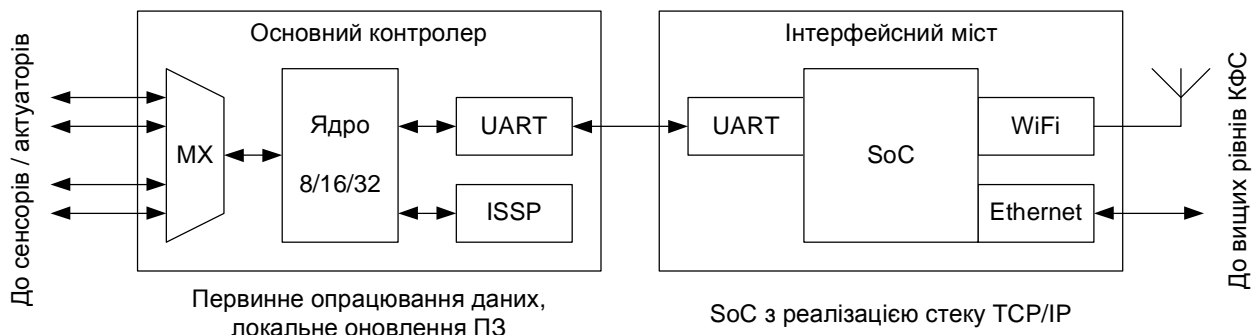 До сенсорів / актуаторів
Основний контролер
MX
Ядро
8/16/32
UART
ISSP
Первинне опрацювання даних,
локальне оновлення ПЗ
Інтерфейсний міст
UART
SoC
WiFi
Ethernet
SoC з реалізацією стеку TCP/IP
До вищих рівнів КФС